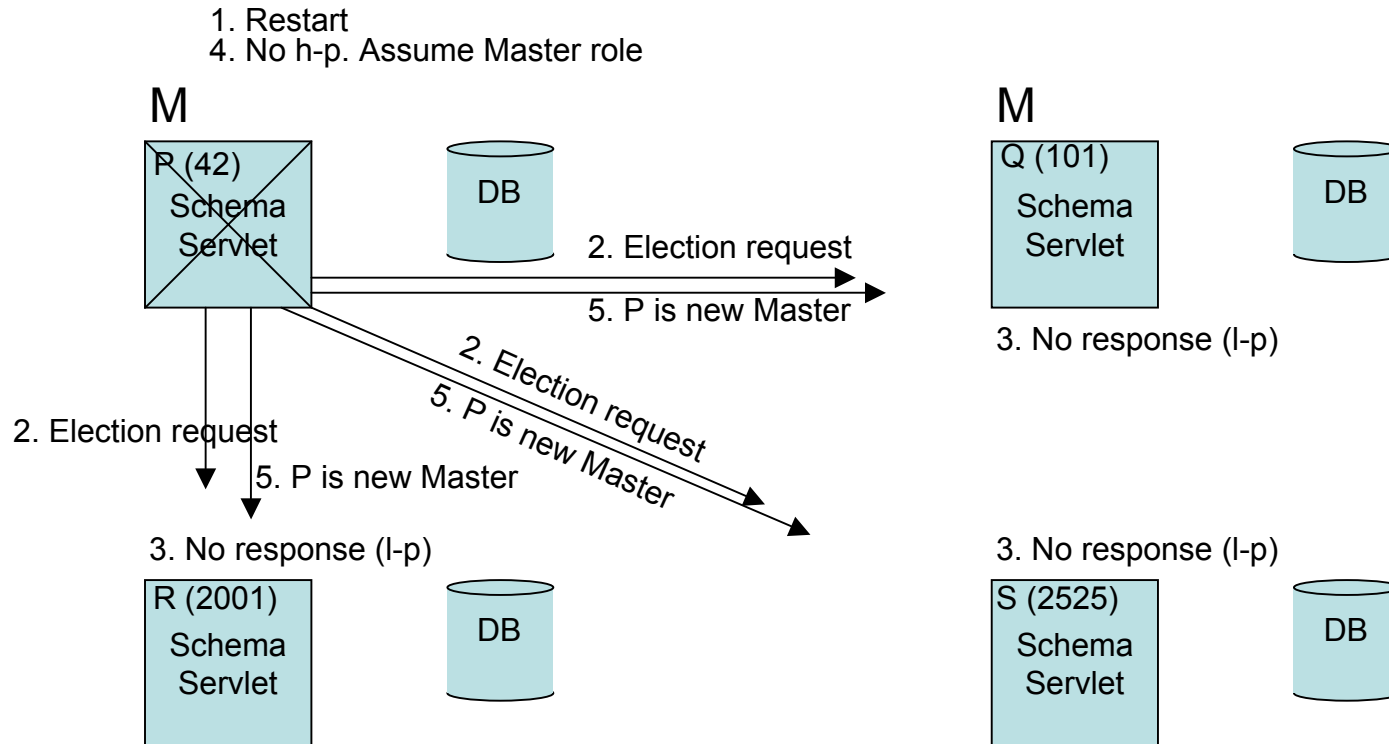 1. Restart
4. No h-p. Assume Master role
M
M
P (42)
Schema
Servlet
DB
Q (101)
Schema
Servlet
DB
2. Election request
5. P is new Master
3. No response (l-p)
2. Election request
5. P is new Master
2. Election request
5. P is new Master
3. No response (l-p)
3. No response (l-p)
R (2001)
Schema
Servlet
DB
S (2525)
Schema
Servlet
DB